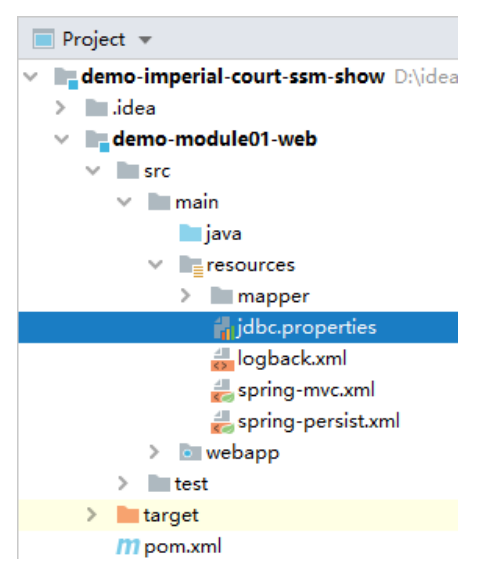 Project
demo-imperial-court-ssm-show D:\idea
.idea
demo-module01-web
src
main
java
resources
mapper
jdbc.properties
logback.xml
spring-mvc.xml
spring-persist.xml
webapp
test
target
pom.xml